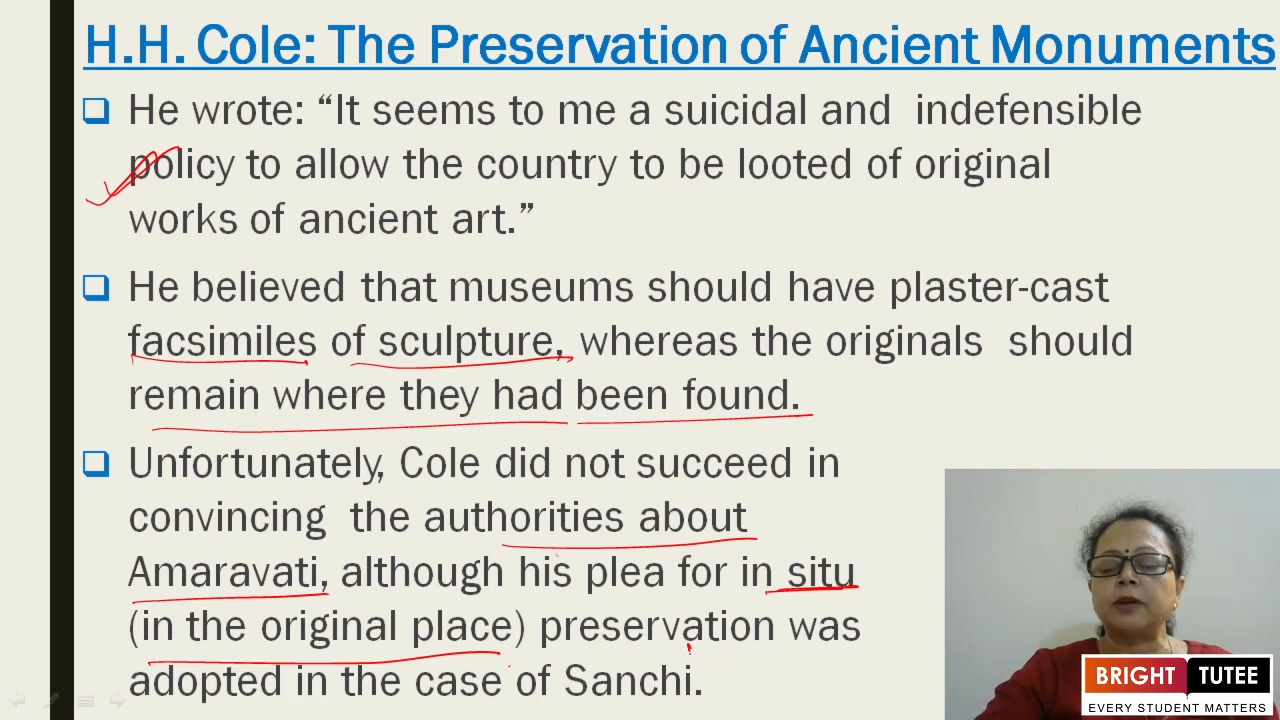 H.H. Cole: The Preservation of Ancient Monuments
He wrote: “It seems to me a suicidal and indefensible
policy to allow the country to be looted of original
works of ancient art.”
He believed that museums should have plaster-cast
facsimiles of sculpture, whereas the originals should
remain where they had been found.
Unfortunately, Cole did not succeed in
convincing the authorities about
Amaravati, although his plea for in situ
(in the original place) preservation was
adopted in the case of Sanchi.
BRIGHT TUTEE
EVERY STUDENT MATTERS